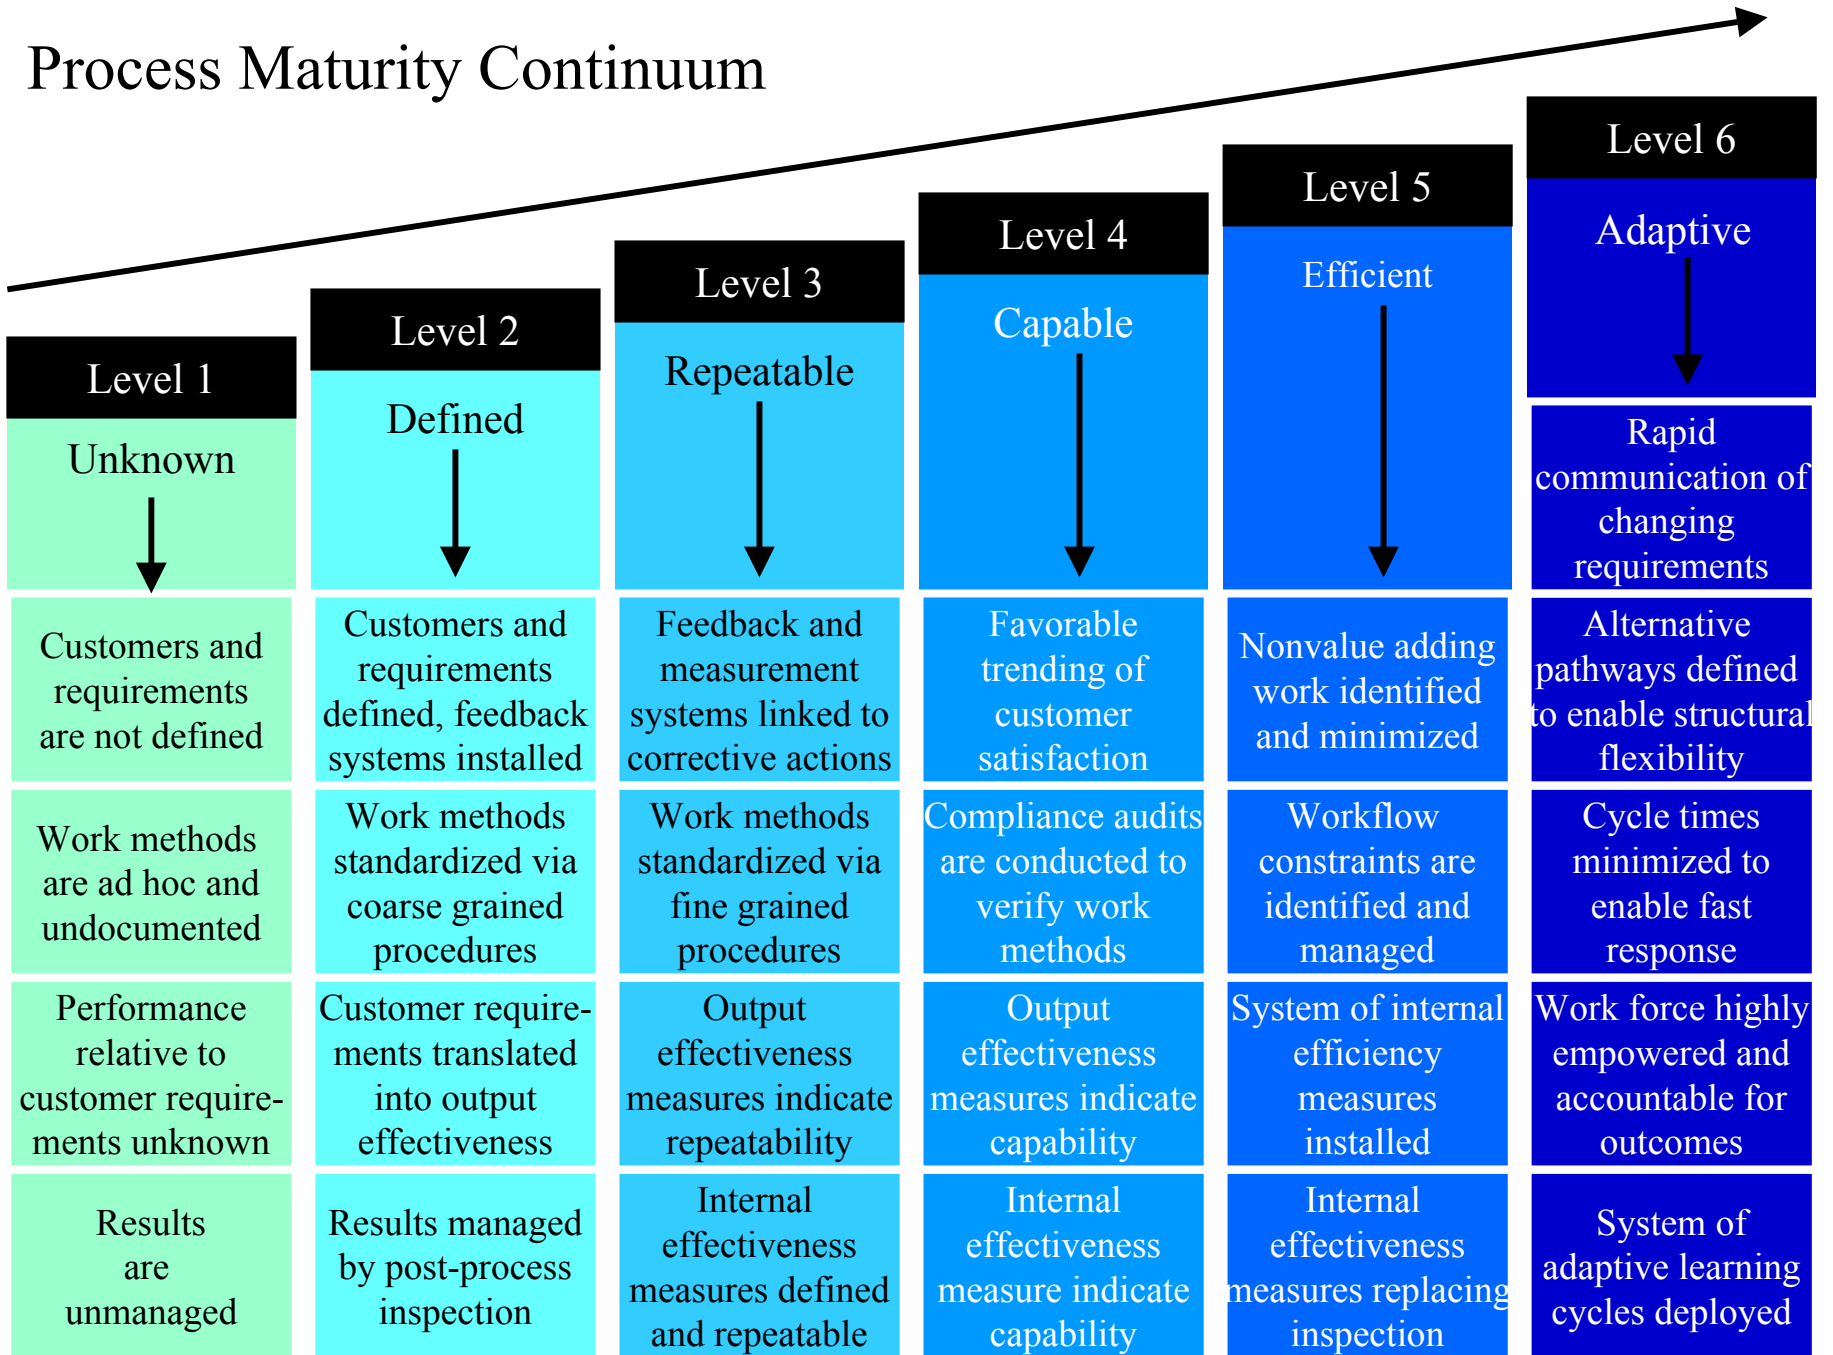 Process Maturity Continuum
Level 1
Unknown
Customers and
requirements
are not defined
Work methods
are ad hoc and
undocumented
Performance
relative to
customer require-
ments unknown
Results
are
unmanaged
Level 2
Defined
Customers and
requirements
defined, feedback
systems installed
Work methods
standardized via
coarse grained
procedures
Customer require-
ments translated
into output
effectiveness
Results managed
by post-process
inspection
Level 3
Repeatable
Feedback and
measurement
systems linked to
corrective actions
Work methods
standardized via
fine grained
procedures
Output
effectiveness
measures indicate
repeatability
Internal
effectiveness
measures defined
and repeatable
Level 4
Capable
Favorable
trending of
customer
satisfaction
Compliance audits
are conducted to
verify work
methods
Output
effectiveness
measures indicate
capability
Internal
effectiveness
measure indicate
capability
Level 5
Efficient
Nonvalue adding
work identified
and minimized
Workflow
constraints are
identified and
managed
System of internal
efficiency
measures
installed
Internal
effectiveness
measures replacing
inspection
Level 6
Adaptive
Rapid
communication of
changing
requirements
Alternative
pathways defined
to enable structural
flexibility
Cycle times
minimized to
enable fast
response
Work force highly
empowered and
accountable for
outcomes
System of
adaptive learning
cycles deployed